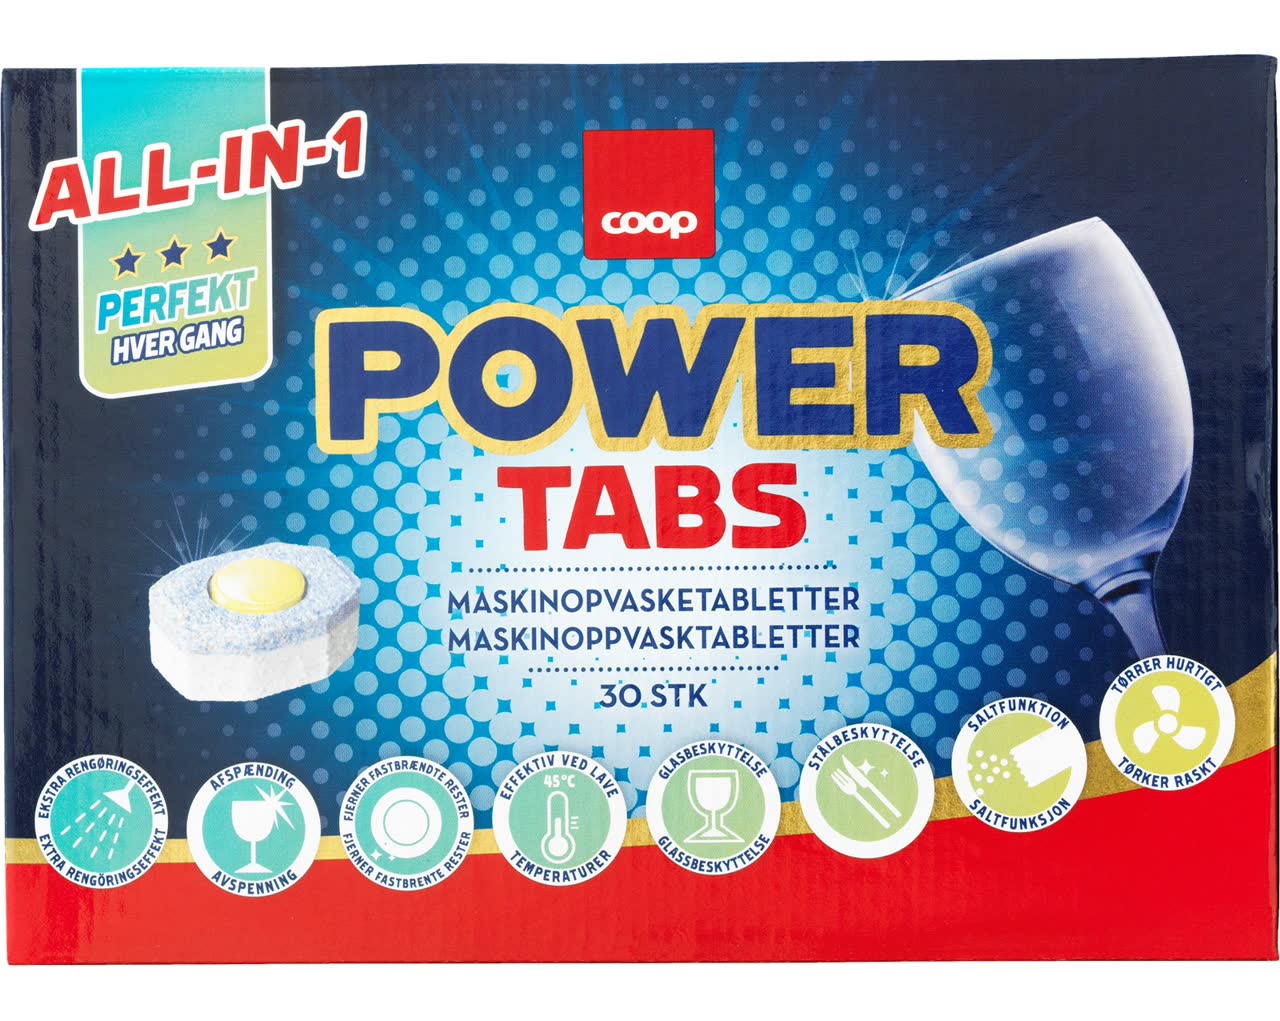 ALL-IN-1
PERFEKT
HVER GANG
coop
POWER
TABS
MASKINOPVASKETABLETTER
MASKINOPPVASKTABLETTER
30 STK
EKSTRA RENGØRINGSEFFEKT
EXTRA RENGÖRINGSEFFEKT
AFSPÆNDING
AVSPENNING
FJERNER FASTBRÆNDTE RESTER
FJERNER FASTBRENTE RESTER
EFFEKTIV VED LAVE
45°C
TEMPERATURER
GLASBESKYTTELSE
GLASSBESKYTTELSE
STÅLBESKYTTELSE
SALTFUNKTION
SALTFUNKSJON
TØRRER HURTIGT
TØRKER RASKT